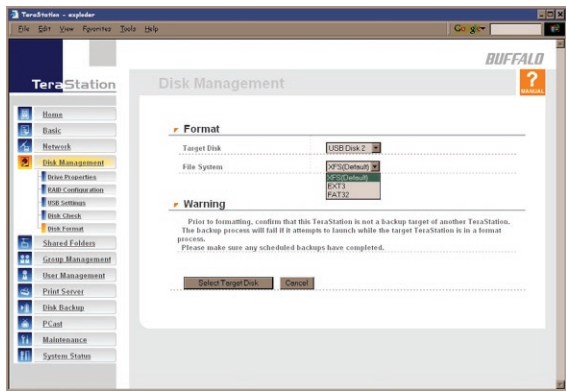 TeraStation - explorer
File Edit View Favorites Tools Help
Google
BUFFALO
TeraStation
Disk Management
?
MANUAL
Home
Basic
Network
Disk Management
Drive Properties
RAID Configuration
USB Settings
Disk Check
Disk Format
Shared Folders
Group Management
User Management
Print Server
Disk Backup
PCast
Maintenance
System Status
Format
Target Disk USB Disk 2
File System XFS(Default)
XFS(Default)
EXT3
FAT32
Warning
Prior to formatting, confirm that this TeraStation is not a backup target of another TeraStation.
The backup process will fail if it attempts to launch while the target TeraStation is in a format
process.
Please make sure any scheduled backups have completed.
Select Target Disk Cancel